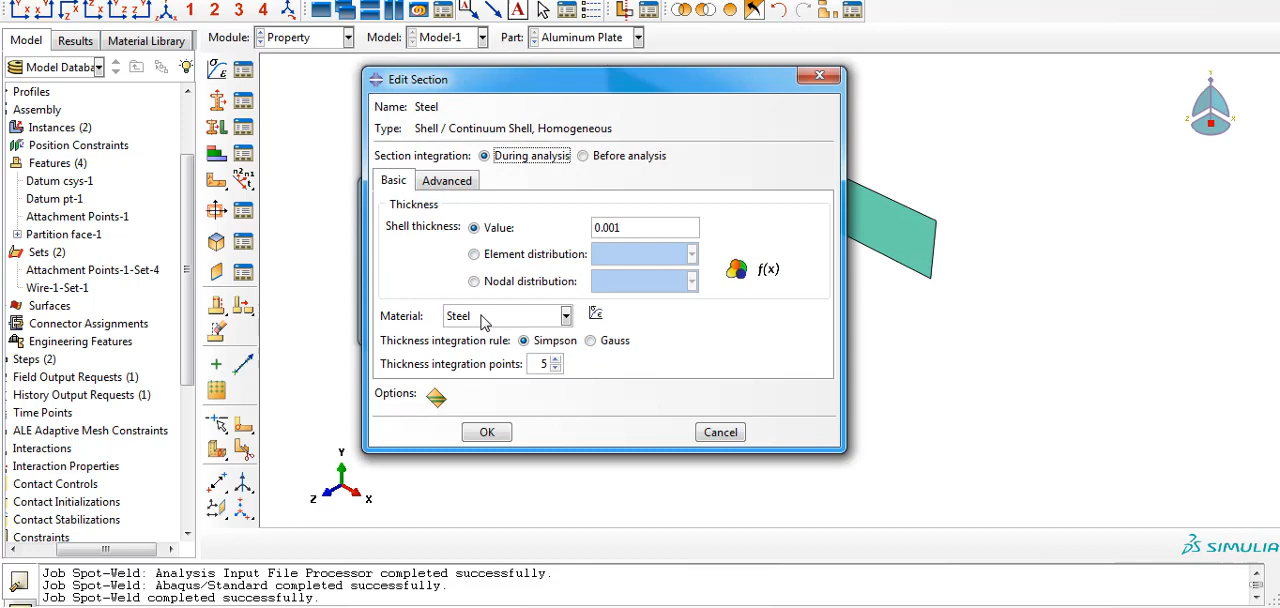 1 2 3 4 A
Model Results Material Library Module: Property Model: Model-1 Part: Aluminum Plate
Model Databa
Profiles
Assembly
Instances (2)
Position Constraints
Features (4)
Datum csys-1
Datum pt-1
Attachment Points-1
Partition face-1
Sets (2)
Attachment Points-1-Set-4
Wire-1-Set-1
Surfaces
Connector Assignments
Engineering Features
Steps (2)
Field Output Requests (1)
History Output Requests (1)
Time Points
ALE Adaptive Mesh Constraints
Interactions
Interaction Properties
Contact Controls
Contact Initializations
Contact Stabilizations
Constraints
Edit Section
Name: Steel
Type: Shell / Continuum Shell, Homogeneous
Section integration: During analysis Before analysis
Basic Advanced
Thickness
Shell thickness: Value: 0.001
Element distribution:
Nodal distribution:
f(x)
Material: Steel
Thickness integration rule: Simpson Gauss
Thickness integration points: 5
Options:
OK Cancel
Y
Z X
Y
Z X
SIMULIA
Job Spot-Weld: Analysis Input File Processor completed successfully.
Job Spot-Weld: Abaqus/Standard completed successfully.
Job Spot-Weld completed successfully.